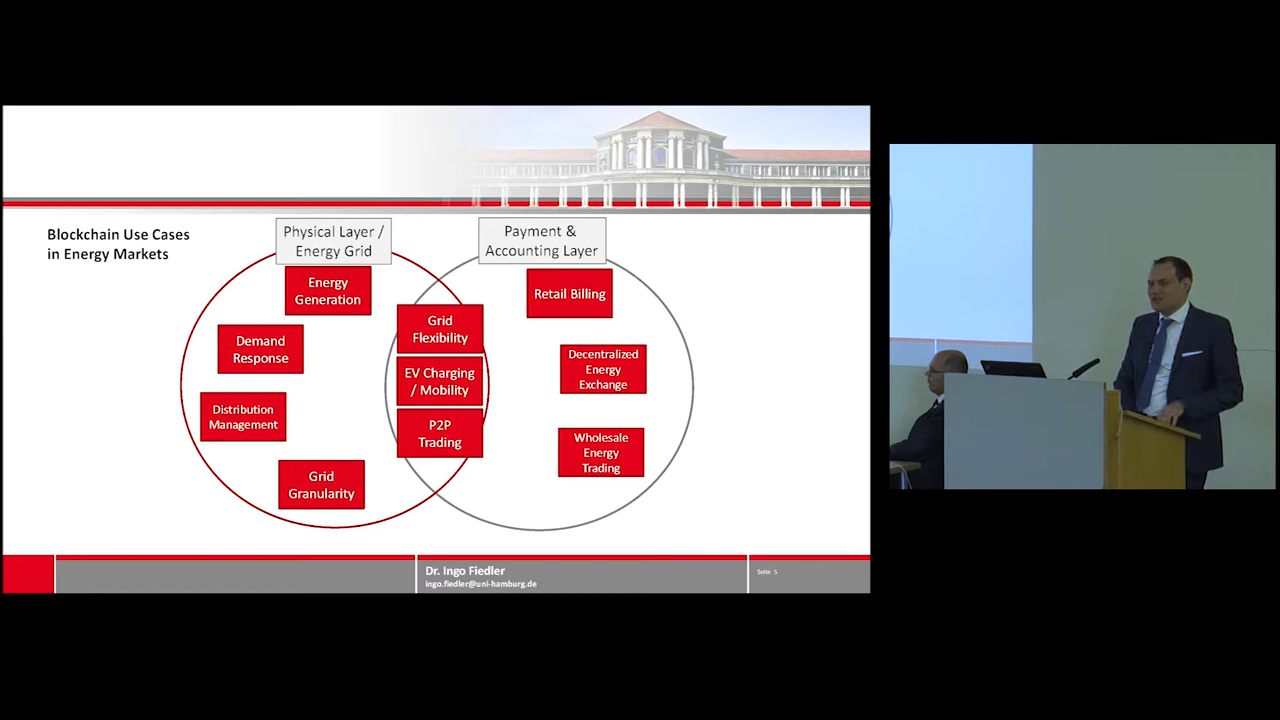 Blockchain Use Cases
in Energy Markets
Physical Layer /
Energy Grid
Payment &
Accounting Layer
Energy
Generation
Demand
Response
Distribution
Management
Grid
Granularity
Grid
Flexibility
EV Charging
/ Mobility
P2P
Trading
Retail Billing
Decentralized
Energy
Exchange
Wholesale
Energy
Trading
Dr. Ingo Fiedler
ingo.fiedler@uni-hamburg.de
Seite 5